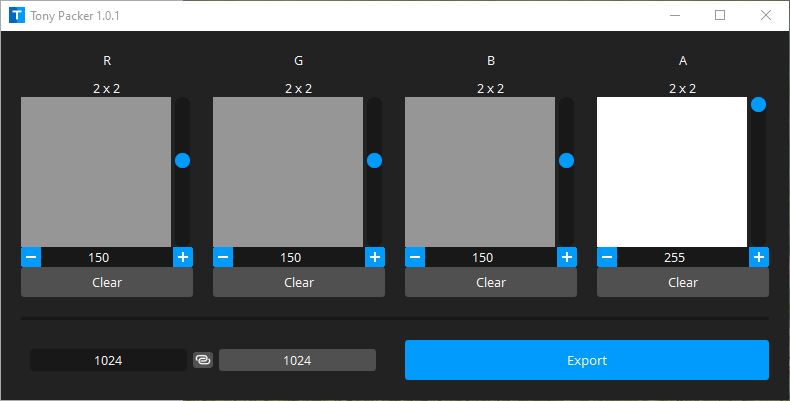 T Tony Packer 1.0.1
R G B A
2 x 2 2 x 2 2 x 2 2 x 2
150 150 150 255
Clear Clear Clear Clear
1024 1024 Export